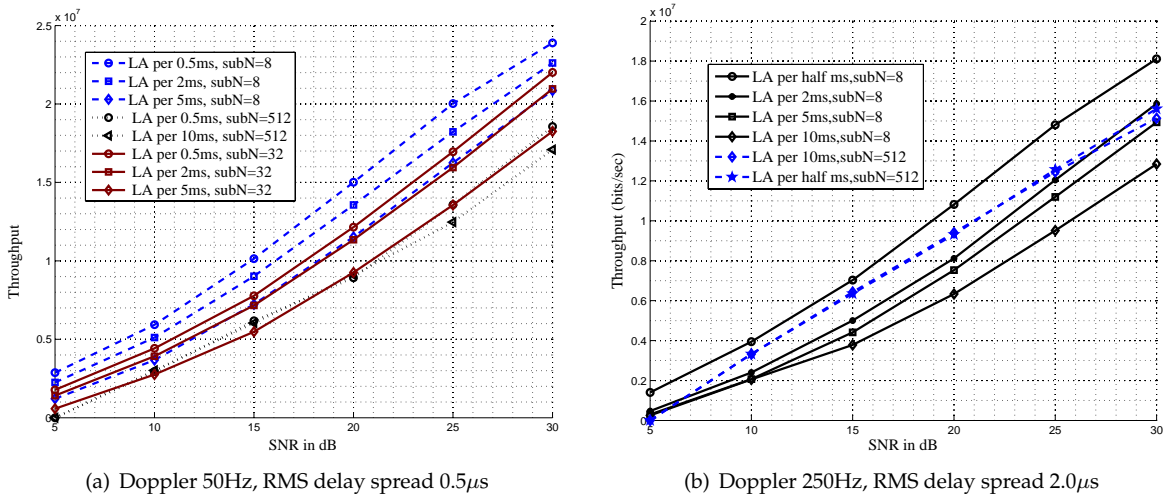 x 10⁷
2.5
2
1.5
1
0.5
0
5
10
15
20
25
30
Throughput
SNR in dB
LA per 0.5ms, subN=8
LA per 2ms, subN=8
LA per 5ms, subN=8
LA per 0.5ms, subN=512
LA per 10ms, subN=512
LA per 0.5ms, subN=32
LA per 2ms, subN=32
LA per 5ms, subN=32
(a) Doppler 50Hz, RMS delay spread 0.5μs
x 10⁷
2
1.8
1.6
1.4
1.2
1
0.8
0.6
0.4
0.2
0
5
10
15
20
25
30
Throughput (bits/sec)
SNR in dB
LA per half ms,subN=8
LA per 2ms,subN=8
LA per 5ms,subN=8
LA per 10ms,subN=8
LA per 10ms,subN=512
LA per half ms,subN=512
(b) Doppler 250Hz, RMS delay spread 2.0μs